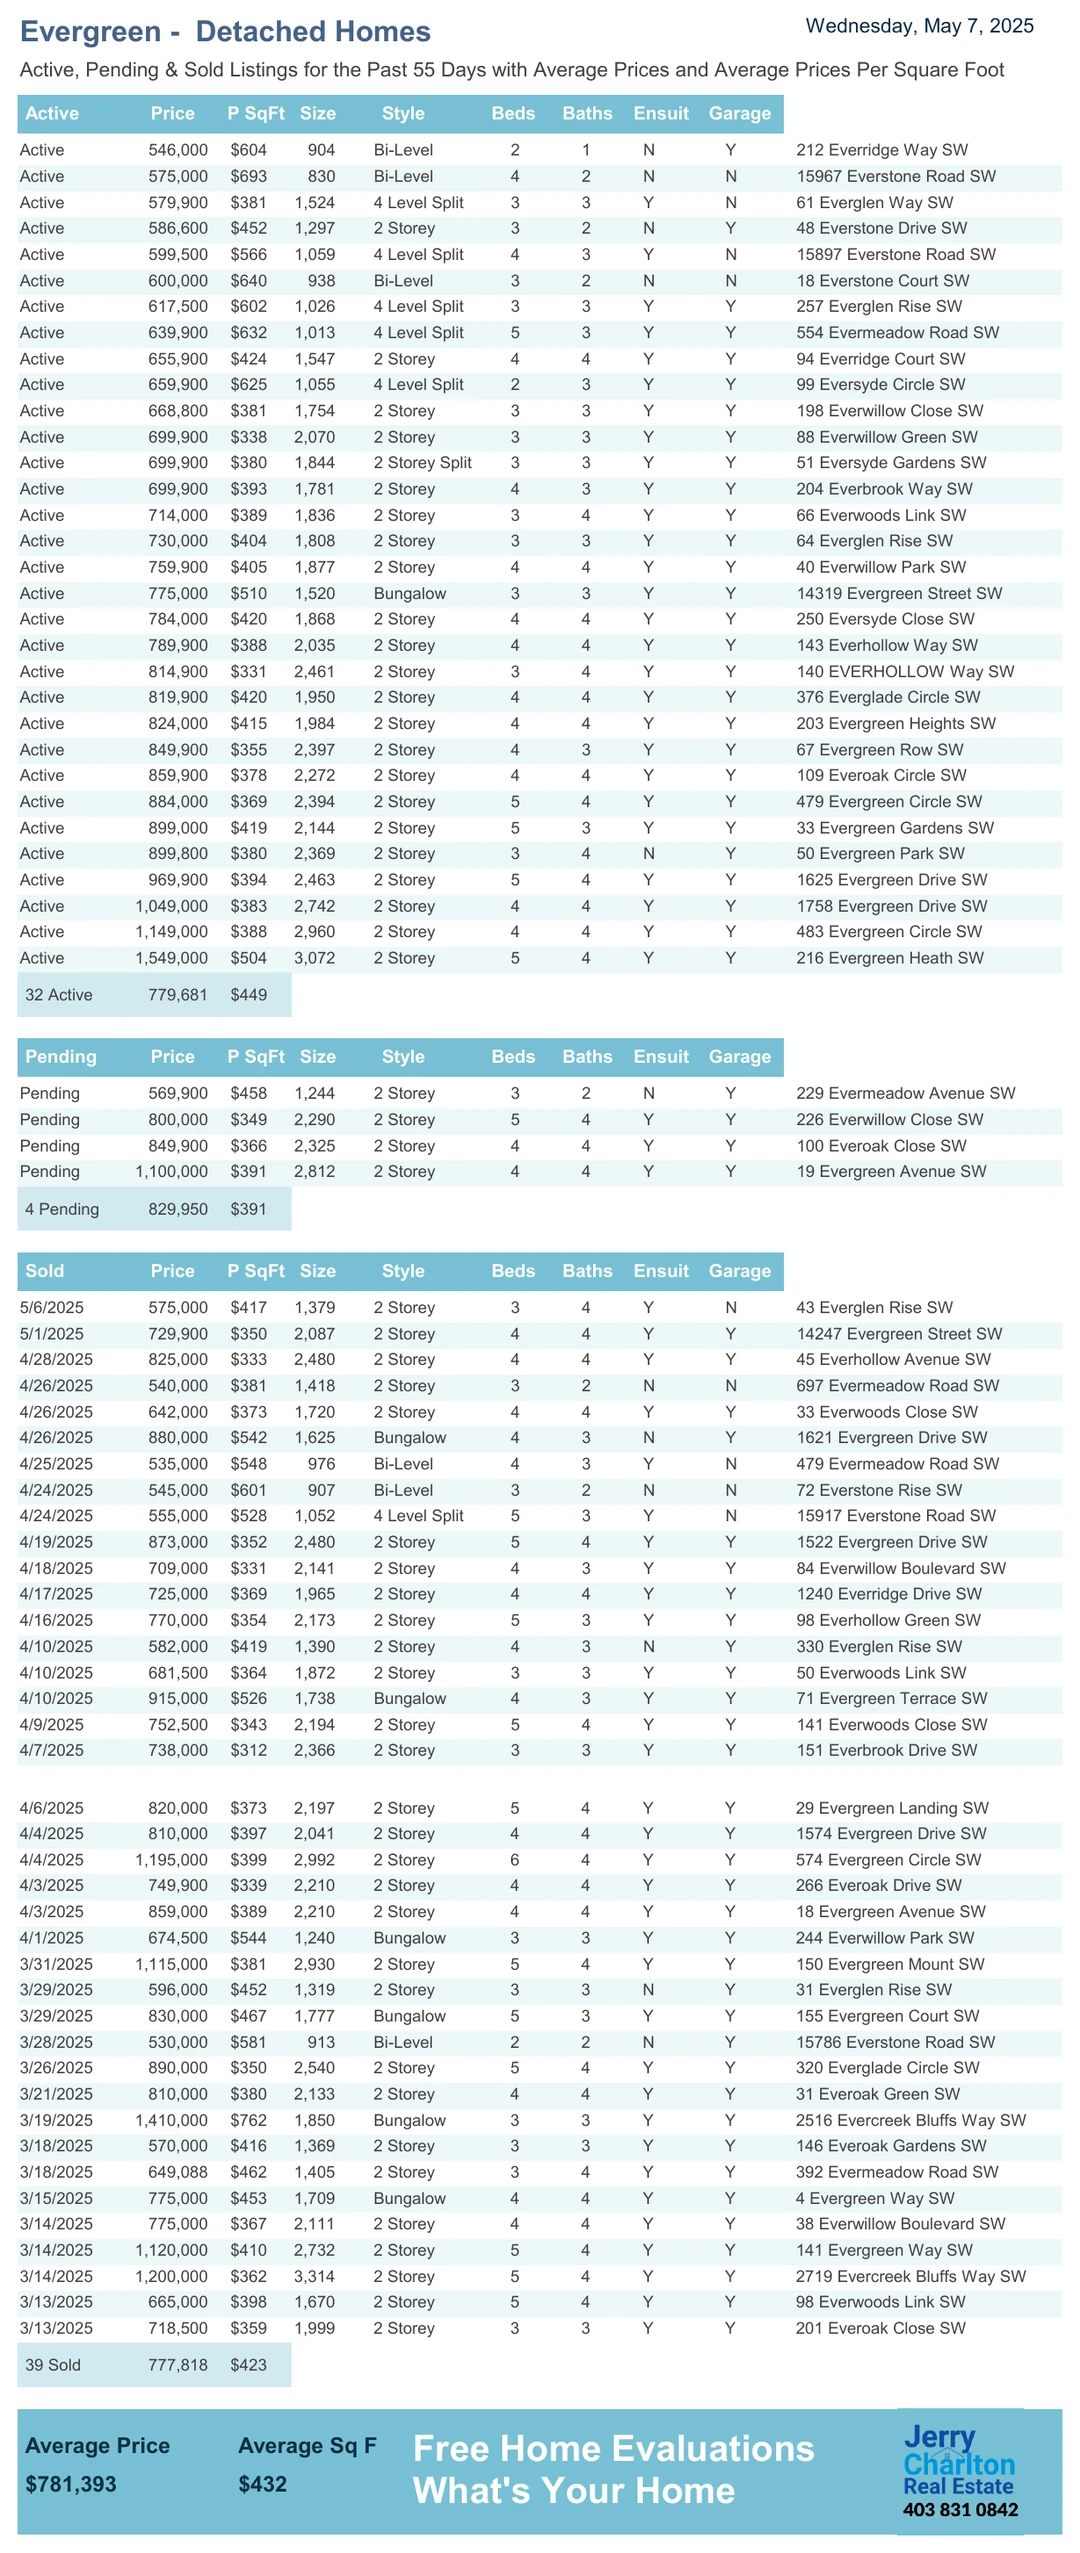 Evergreen - Detached Homes
Wednesday, May 7, 2025
Active, Pending & Sold Listings for the Past 55 Days with Average Prices and Average Prices Per Square Foot
Active Price P SqFt Size Style Beds Baths Ensuit Garage
Active 546,000 $604 904 Bi-Level 2 1 N Y 212 Everridge Way SW
Active 575,000 $693 830 Bi-Level 4 2 N N 15967 Everstone Road SW
Active 579,900 $381 1,524 4 Level Split 3 3 Y N 61 Everglen Way SW
Active 586,600 $452 1,297 2 Storey 3 2 N Y 48 Everstone Drive SW
Active 599,500 $566 1,059 4 Level Split 4 3 Y N 15897 Everstone Road SW
Active 600,000 $640 938 Bi-Level 3 2 N N 18 Everstone Court SW
Active 617,500 $602 1,026 4 Level Split 3 3 Y Y 257 Everglen Rise SW
Active 639,900 $632 1,013 4 Level Split 5 3 Y Y 554 Evermeadow Road SW
Active 655,900 $424 1,547 2 Storey 4 4 Y Y 94 Everridge Court SW
Active 659,900 $625 1,055 4 Level Split 2 3 Y Y 99 Eversyde Circle SW
Active 668,800 $381 1,754 2 Storey 3 3 Y Y 198 Everwillow Close SW
Active 699,900 $338 2,070 2 Storey 3 3 Y Y 88 Everwillow Green SW
Active 699,900 $380 1,844 2 Storey Split 3 3 Y Y 51 Eversyde Gardens SW
Active 699,900 $393 1,781 2 Storey 4 3 Y Y 204 Everbrook Way SW
Active 714,000 $389 1,836 2 Storey 3 4 Y Y 66 Everwoods Link SW
Active 730,000 $404 1,808 2 Storey 3 3 Y Y 64 Everglen Rise SW
Active 759,900 $405 1,877 2 Storey 4 4 Y Y 40 Everwillow Park SW
Active 775,000 $510 1,520 Bungalow 3 3 Y Y 14319 Evergreen Street SW
Active 784,000 $420 1,868 2 Storey 4 4 Y Y 250 Eversyde Close SW
Active 789,900 $388 2,035 2 Storey 4 4 Y Y 143 Everhollow Way SW
Active 814,900 $331 2,461 2 Storey 3 4 Y Y 140 EVERHOLLOW Way SW
Active 819,900 $420 1,950 2 Storey 4 4 Y Y 376 Everglade Circle SW
Active 824,000 $415 1,984 2 Storey 4 4 Y Y 203 Evergreen Heights SW
Active 849,900 $355 2,397 2 Storey 4 3 Y Y 67 Evergreen Row SW
Active 859,900 $378 2,272 2 Storey 4 4 Y Y 109 Everoak Circle SW
Active 884,000 $369 2,394 2 Storey 5 4 Y Y 479 Evergreen Circle SW
Active 899,000 $419 2,144 2 Storey 5 3 Y Y 33 Evergreen Gardens SW
Active 899,800 $380 2,369 2 Storey 3 4 N Y 50 Evergreen Park SW
Active 969,900 $394 2,463 2 Storey 5 4 Y Y 1625 Evergreen Drive SW
Active 1,049,000 $383 2,742 2 Storey 4 4 Y Y 1758 Evergreen Drive SW
Active 1,149,000 $388 2,960 2 Storey 4 4 Y Y 483 Evergreen Circle SW
Active 1,549,000 $504 3,072 2 Storey 5 4 Y Y 216 Evergreen Heath SW
32 Active 779,681 $449
Pending Price P SqFt Size Style Beds Baths Ensuit Garage
Pending 569,900 $458 1,244 2 Storey 3 2 N Y 229 Evermeadow Avenue SW
Pending 800,000 $349 2,290 2 Storey 5 4 Y Y 226 Everwillow Close SW
Pending 849,900 $366 2,325 2 Storey 4 4 Y Y 100 Everoak Close SW
Pending 1,100,000 $391 2,812 2 Storey 4 4 Y Y 19 Evergreen Avenue SW
4 Pending 829,950 $391
Sold Price P SqFt Size Style Beds Baths Ensuit Garage
5/6/2025 575,000 $417 1,379 2 Storey 3 4 Y N 43 Everglen Rise SW
5/1/2025 729,900 $350 2,087 2 Storey 4 4 Y Y 14247 Evergreen Street SW
4/28/2025 825,000 $333 2,480 2 Storey 4 4 Y Y 45 Everhollow Avenue SW
4/26/2025 540,000 $381 1,418 2 Storey 3 2 N N 697 Evermeadow Road SW
4/26/2025 642,000 $373 1,720 2 Storey 4 4 Y Y 33 Everwoods Close SW
4/26/2025 880,000 $542 1,625 Bungalow 4 3 N Y 1621 Evergreen Drive SW
4/25/2025 535,000 $548 976 Bi-Level 4 3 Y N 479 Evermeadow Road SW
4/24/2025 545,000 $601 907 Bi-Level 3 2 N N 72 Everstone Rise SW
4/24/2025 555,000 $528 1,052 4 Level Split 5 3 Y N 15917 Everstone Road SW
4/19/2025 873,000 $352 2,480 2 Storey 5 4 Y Y 1522 Evergreen Drive SW
4/18/2025 709,000 $331 2,141 2 Storey 4 3 Y Y 84 Everwillow Boulevard SW
4/17/2025 725,000 $369 1,965 2 Storey 4 4 Y Y 1240 Everridge Drive SW
4/16/2025 770,000 $354 2,173 2 Storey 5 3 Y Y 98 Everhollow Green SW
4/10/2025 582,000 $419 1,390 2 Storey 4 3 N Y 330 Everglen Rise SW
4/10/2025 681,500 $364 1,872 2 Storey 3 3 Y Y 50 Everwoods Link SW
4/10/2025 915,000 $526 1,738 Bungalow 4 3 Y Y 71 Evergreen Terrace SW
4/9/2025 752,500 $343 2,194 2 Storey 5 4 Y Y 141 Everwoods Close SW
4/7/2025 738,000 $312 2,366 2 Storey 3 3 Y Y 151 Everbrook Drive SW
4/6/2025 820,000 $373 2,197 2 Storey 5 4 Y Y 29 Evergreen Landing SW
4/4/2025 810,000 $397 2,041 2 Storey 4 4 Y Y 1574 Evergreen Drive SW
4/4/2025 1,195,000 $399 2,992 2 Storey 6 4 Y Y 574 Evergreen Circle SW
4/3/2025 749,900 $339 2,210 2 Storey 4 4 Y Y 266 Everoak Drive SW
4/3/2025 859,000 $389 2,210 2 Storey 4 4 Y Y 18 Evergreen Avenue SW
4/1/2025 674,500 $544 1,240 Bungalow 3 3 Y Y 244 Everwillow Park SW
3/31/2025 1,115,000 $381 2,930 2 Storey 5 4 Y Y 150 Evergreen Mount SW
3/29/2025 596,000 $452 1,319 2 Storey 3 3 N Y 31 Everglen Rise SW
3/29/2025 830,000 $467 1,777 Bungalow 5 3 Y Y 155 Evergreen Court SW
3/28/2025 530,000 $581 913 Bi-Level 2 2 N Y 15786 Everstone Road SW
3/26/2025 890,000 $350 2,540 2 Storey 5 4 Y Y 320 Everglade Circle SW
3/21/2025 810,000 $380 2,133 2 Storey 4 4 Y Y 31 Everoak Green SW
3/19/2025 1,410,000 $762 1,850 Bungalow 3 3 Y Y 2516 Evercreek Bluffs Way SW
3/18/2025 570,000 $416 1,369 2 Storey 3 3 Y Y 146 Everoak Gardens SW
3/18/2025 649,088 $462 1,405 2 Storey 3 4 Y Y 392 Evermeadow Road SW
3/15/2025 775,000 $453 1,709 Bungalow 4 4 Y Y 4 Evergreen Way SW
3/14/2025 775,000 $367 2,111 2 Storey 4 4 Y Y 38 Everwillow Boulevard SW
3/14/2025 1,120,000 $410 2,732 2 Storey 5 4 Y Y 141 Evergreen Way SW
3/14/2025 1,200,000 $362 3,314 2 Storey 5 4 Y Y 2719 Evercreek Bluffs Way SW
3/13/2025 665,000 $398 1,670 2 Storey 5 4 Y Y 98 Everwoods Link SW
3/13/2025 718,500 $359 1,999 2 Storey 3 3 Y Y 201 Everoak Close SW
39 Sold 777,818 $423
Average Price Average Sq F
$781,393 $432
Free Home Evaluations
What's Your Home
Jerry
Charlton
Real Estate
403 831 0842